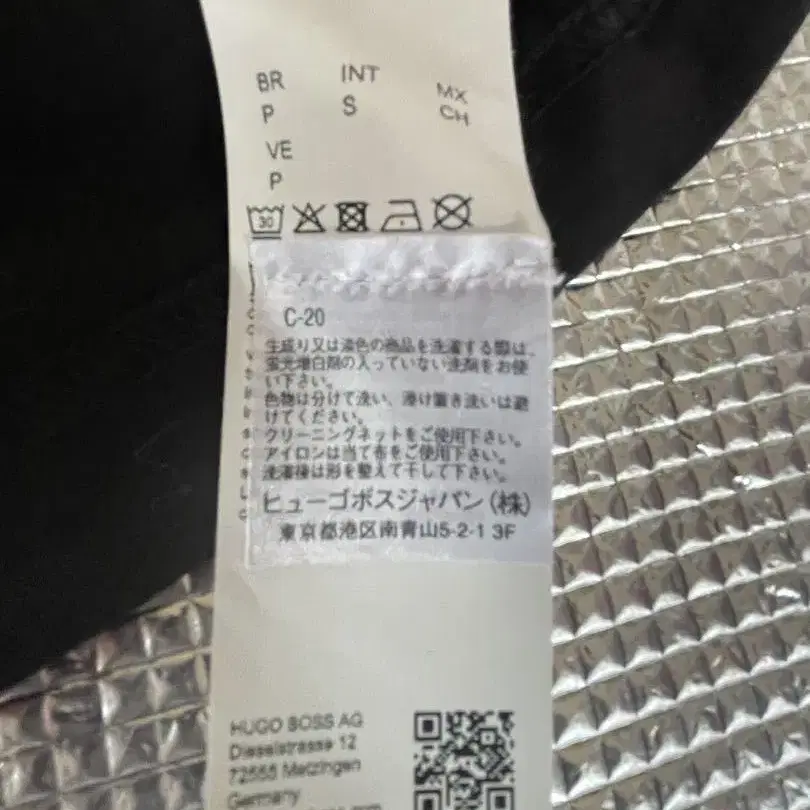 BR INT MX
P S CH
VE
P
30
C-20
生成り又は淡色の商品を洗濯する際は、
蛍光増白剤の入っていない洗剤をお使
い下さい。
色物は分けて洗い、漬け置き洗いは避
けてください。
クリーニングネットをご使用下さい。
アイロンは当て布をご使用下さい。
洗濯後は形を整えて干して下さい。
ヒューゴボスジャパン(株)
東京都港区南青山5-2-1 3F
HUGO BOSS AG
Dieselstrasse 12
72555 Metzingen
Germany